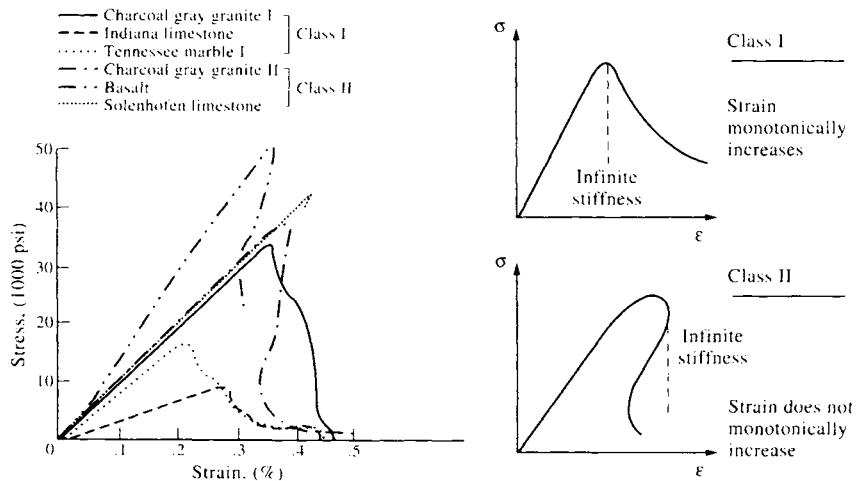 Charcoal gray granite I
Indiana limestone
Tennessee marble I
Class I
Charcoal gray granite II
Basalt
Solenhofen limestone
Class II
50
40
30
20
10
0
Stress. (1000 psi)
0
.1
.2
.3
.4
.5
Strain. (%)
σ
Class I
Strain
monotonically
increases
Infinite
stiffness
ε
σ
Class II
Infinite
stiffness
Strain does not
monotonically
increase
ε